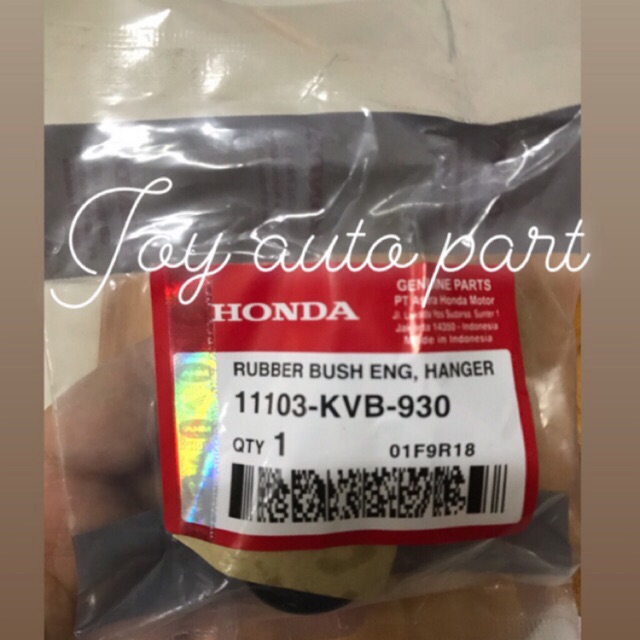 Joy auto part
HONDA
GENUINE PARTS
PT Astra Honda Motor
Jakarta 14350 - Indonesia
Made in Indonesia
RUBBER BUSH ENG, HANGER
11103-KVB-930
QTY 1
01F9R18